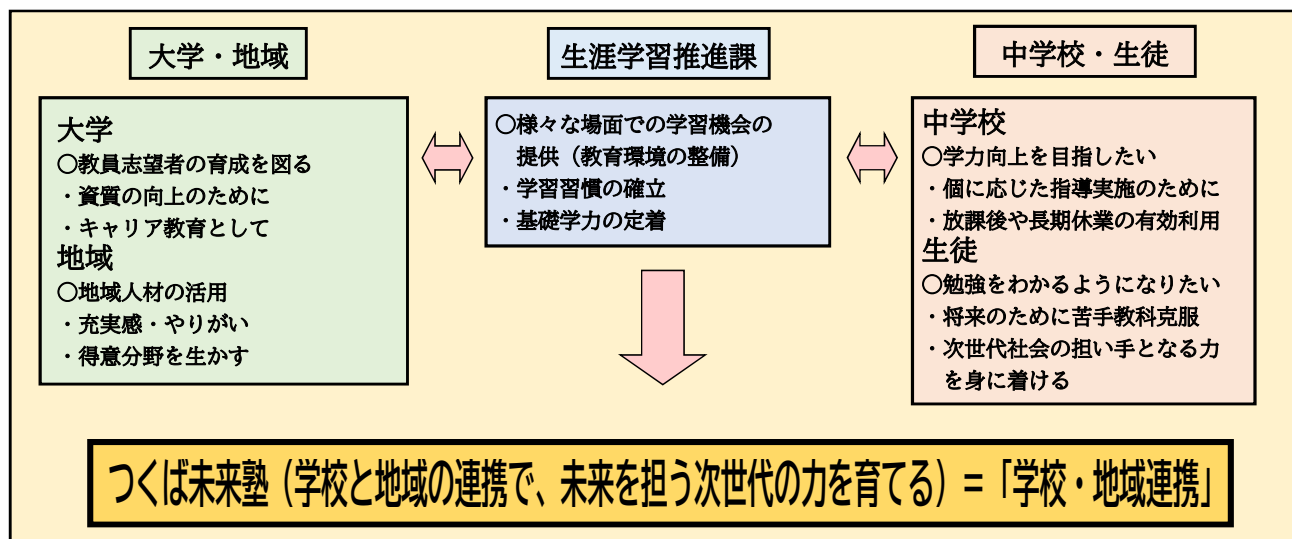 大学・地域
大学
○教員志望者の育成を図る
・資質の向上のために
・キャリア教育として
地域
○地域人材の活用
・充実感・やりがい
・得意分野を生かす
生涯学習推進課
○様々な場面での学習機会の
提供（教育環境の整備）
・学習習慣の確立
・基礎学力の定着
中学校・生徒
中学校
○学力向上を目指したい
・個に応じた指導実施のために
・放課後や長期休業の有効利用
生徒
○勉強をわかるようになりたい
・将来のために苦手教科克服
・次世代社会の担い手となる力
を身に着ける
つくば未来塾（学校と地域の連携で、未来を担う次世代の力を育てる）＝「学校・地域連携」